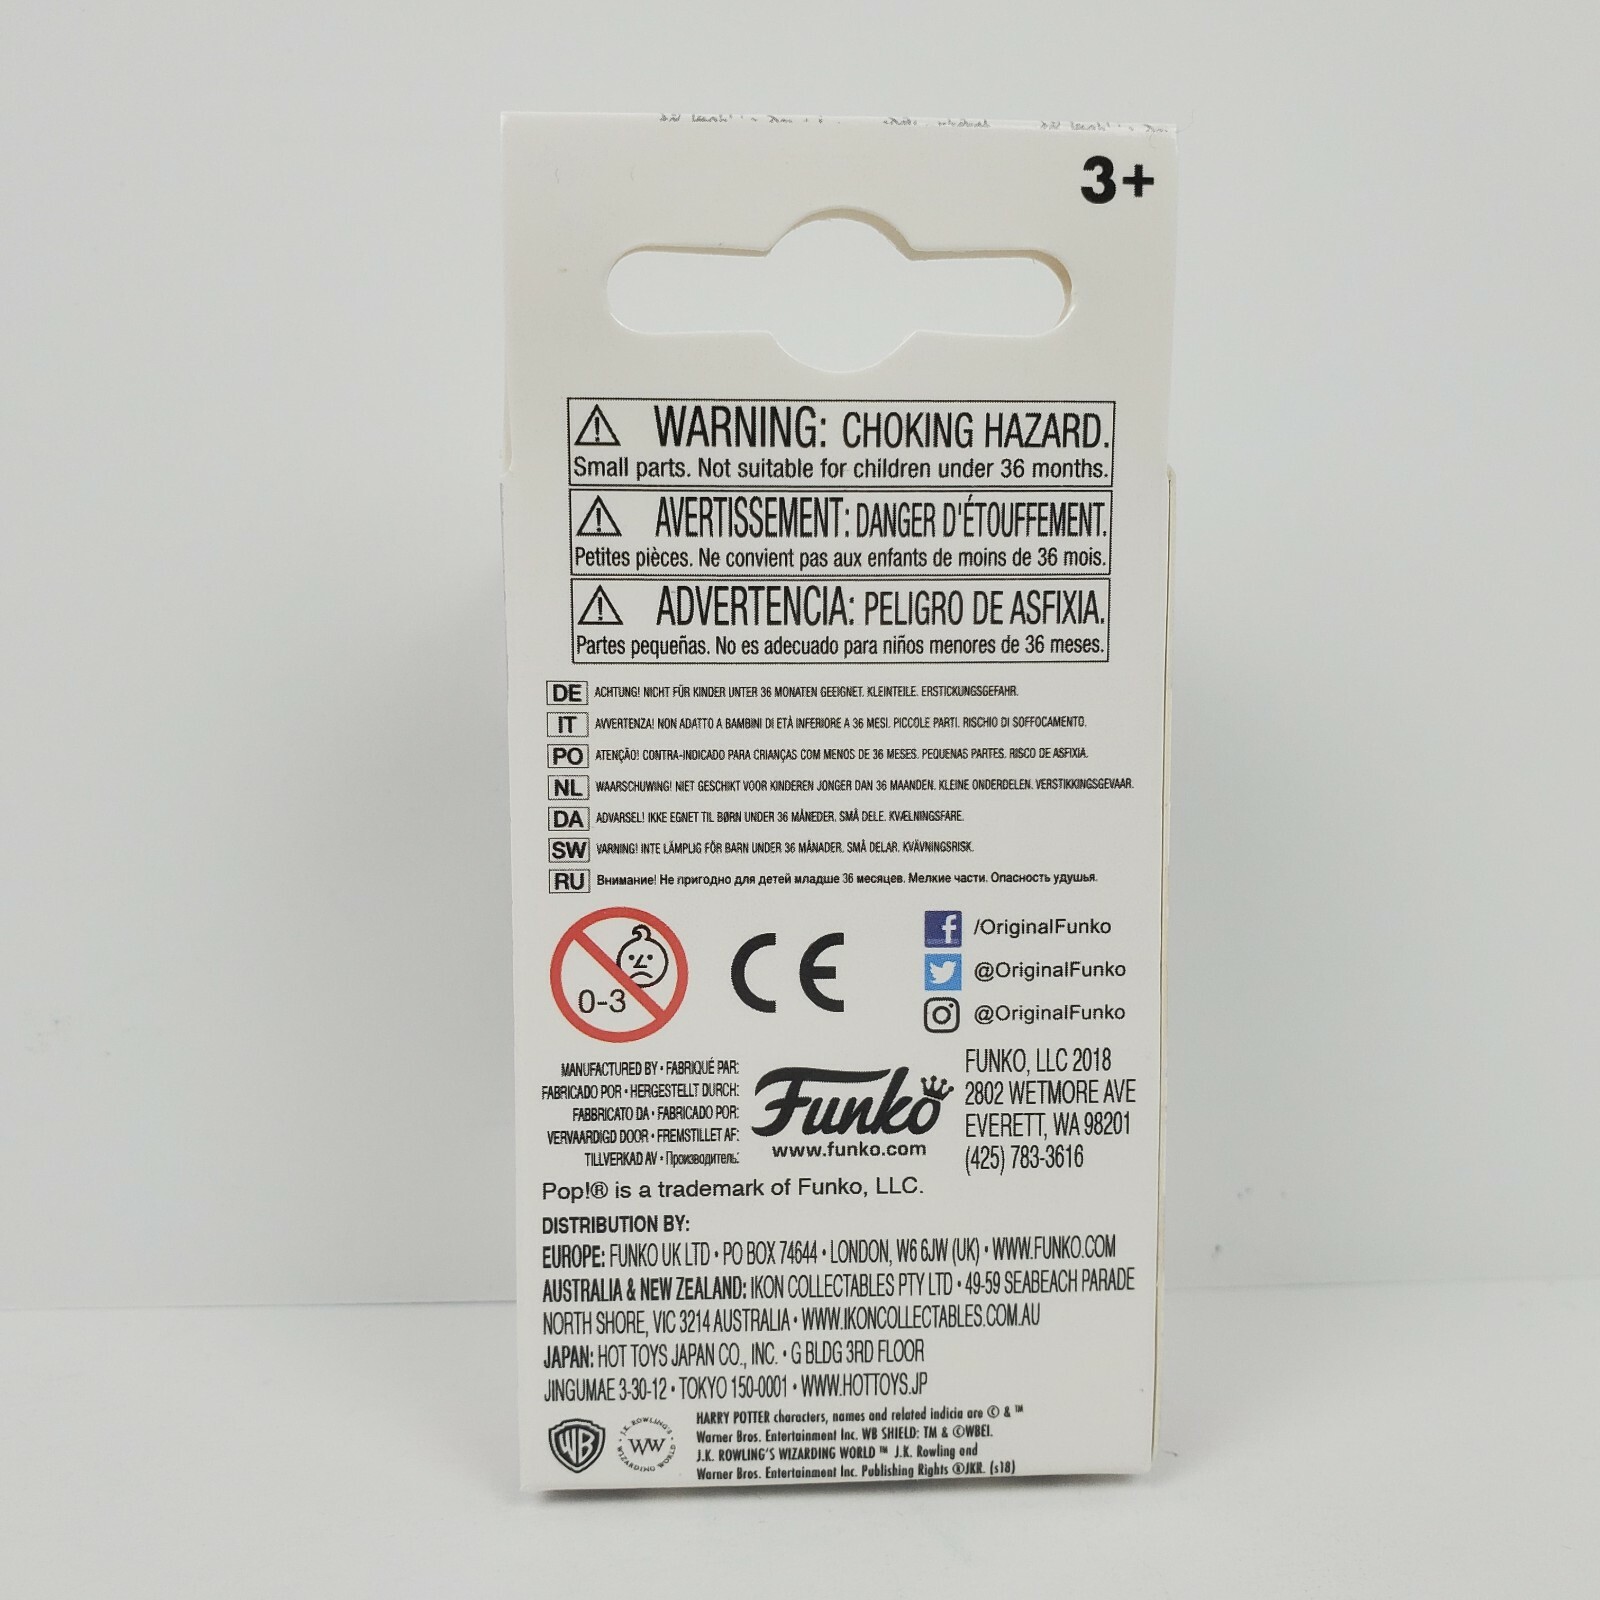 3+
WARNING: CHOKING HAZARD.
Small parts. Not suitable for children under 36 months.
AVERTISSEMENT: DANGER D'ÉTOUFFEMENT.
Petites pièces. Ne convient pas aux enfants de moins de 36 mois.
ADVERTENCIA: PELIGRO DE ASFIXIA.
Partes pequeñas. No es adecuado para niños menores de 36 meses.
DE ACHTUNG! NICHT FÜR KINDER UNTER 36 MONATEN GEEIGNET. KLEINTEILE. ERSTICKUNGSGEFAHR.
IT AVVERTENZA! NON ADATTO A BAMBINI DI ETÀ INFERIORE A 36 MESI. PICCOLE PARTI. RISCHIO DI SOFFOCAMENTO.
PO ATENÇÃO! CONTRA-INDICADO PARA CRIANÇAS COM MENOS DE 36 MESES. PEQUENAS PARTES. RISCO DE ASFIXIA.
NL WAARSCHUWING! NIET GESCHIKT VOOR KINDEREN JONGER DAN 36 MAANDEN. KLEINE ONDERDELEN. VERSTIKKINGSGEVAAR.
DA ADVARSEL! IKKE EGNET TIL BØRN UNDER 36 MÅNEDER. SMÅ DELE. KVÆLNINGSFARE.
SW VARNING! INTE LÄMPLIG FÖR BARN UNDER 36 MÅNADER. SMÅ DELAR. KVÄVNINGSRISK.
RU Внимание! Не пригодно для детей младше 36 месяцев. Мелкие части. Опасность удушья.
0-3
CE
f /OriginalFunko
@OriginalFunko
@OriginalFunko
MANUFACTURED BY • FABRIQUÉ PAR:
FABRICADO POR • HERGESTELLT DURCH:
FABBRICATO DA • FABRICADO POR:
VERVAARDIGD DOOR • FREMSTILLET AF:
TILLVERKAD AV • Производитель:
Funko
www.funko.com
FUNKO, LLC 2018
2802 WETMORE AVE
EVERETT, WA 98201
(425) 783-3616
Pop!® is a trademark of Funko, LLC.
DISTRIBUTION BY:
EUROPE: FUNKO UK LTD • PO BOX 74644 • LONDON, W6 6JW (UK) • WWW.FUNKO.COM
AUSTRALIA & NEW ZEALAND: IKON COLLECTABLES PTY LTD • 49-59 SEABEACH PARADE
NORTH SHORE, VIC 3214 AUSTRALIA • WWW.IKONCOLLECTABLES.COM.AU
JAPAN: HOT TOYS JAPAN CO., INC. • G BLDG 3RD FLOOR
JINGUMAE 3-30-12 • TOKYO 150-0001 • WWW.HOTTOYS.JP
WB
J.K. ROWLING'S WW WIZARDING WORLD
HARRY POTTER characters, names and related indicia are © & ™
Warner Bros. Entertainment Inc. WB SHIELD: TM & ©WBEI.
J.K. ROWLING'S WIZARDING WORLD ™ J.K. Rowling and
Warner Bros. Entertainment Inc. Publishing Rights ®JKR. (s18)